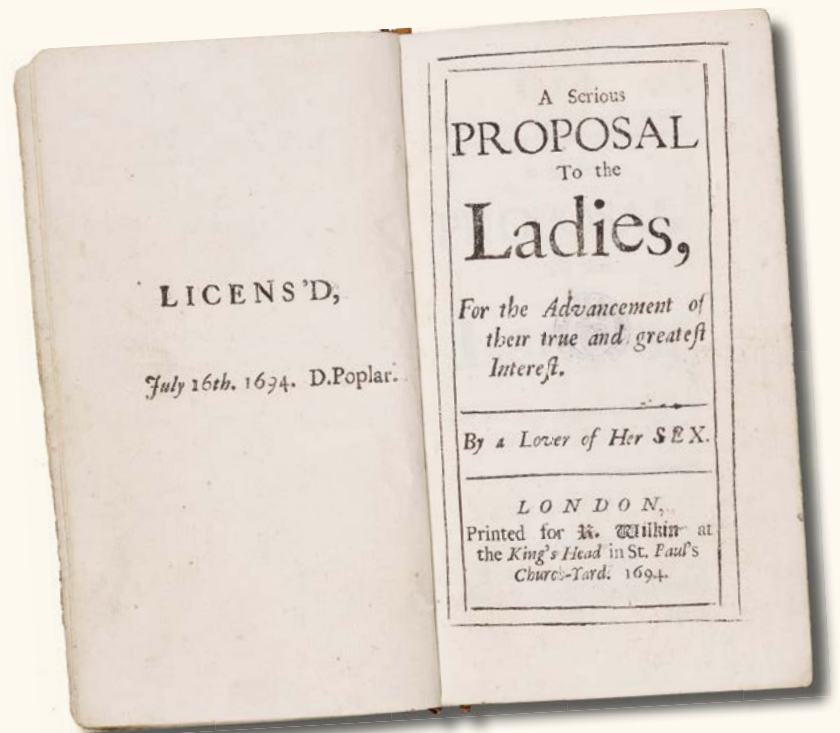 LICENS'D,
July 16th. 1694. D.Poplar.
A Serious
PROPOSAL
To the
Ladies,
For the Advancement of
their true and greateſt
Intereſt.
By a Lover of Her SEX.
LONDON,
Printed for R. Wilkin at
the King's Head in St. Paul's
Church-Yard. 1694.